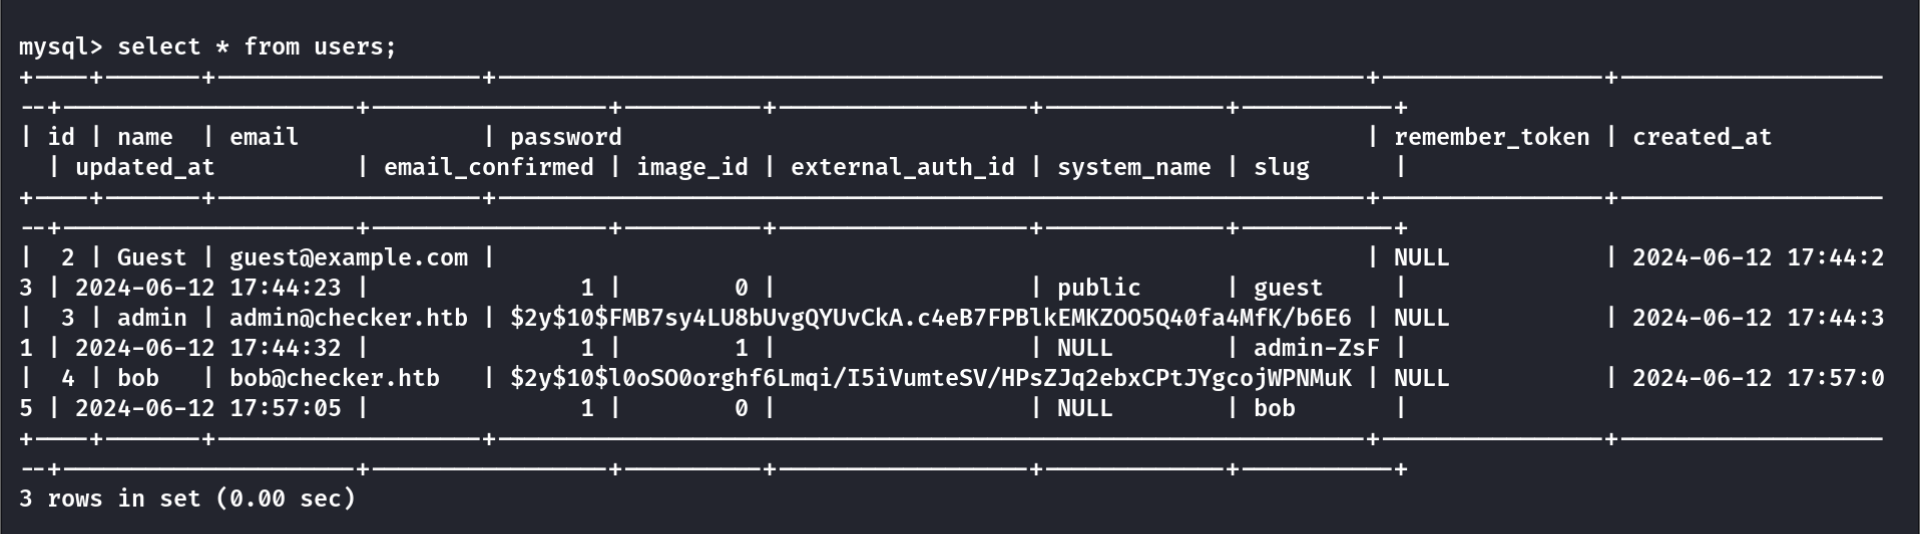 mysql> select * from users;
+----+-------+-------------------+--------------------------------------------------------------+----------------+-------------------
--+---------------------+-----------------+----------+------------------+-------------+-----------+
| id | name  | email             | password                                                     | remember_token | created_at
  | updated_at          | email_confirmed | image_id | external_auth_id | system_name | slug      |
+----+-------+-------------------+--------------------------------------------------------------+----------------+-------------------
--+---------------------+-----------------+----------+------------------+-------------+-----------+
|  2 | Guest | guest@example.com |                                                              | NULL           | 2024-06-12 17:44:2
3 | 2024-06-12 17:44:23 |               1 |        0 |                  | public      | guest     |
|  3 | admin | admin@checker.htb | $2y$10$FMB7sy4LU8bUvgQYUvCkA.c4eB7FPBlkEMKZOO5Q40fa4MfK/b6E6 | NULL           | 2024-06-12 17:44:3
1 | 2024-06-12 17:44:32 |               1 |        1 |                  | NULL        | admin-ZsF |
|  4 | bob   | bob@checker.htb   | $2y$10$l0oSO0orghf6Lmqi/I5iVumteSV/HPsZJq2ebxCPtJYgcojWPNMuK | NULL           | 2024-06-12 17:57:0
5 | 2024-06-12 17:57:05 |               1 |        0 |                  | NULL        | bob       |
+----+-------+-------------------+--------------------------------------------------------------+----------------+-------------------
--+---------------------+-----------------+----------+------------------+-------------+-----------+
3 rows in set (0.00 sec)